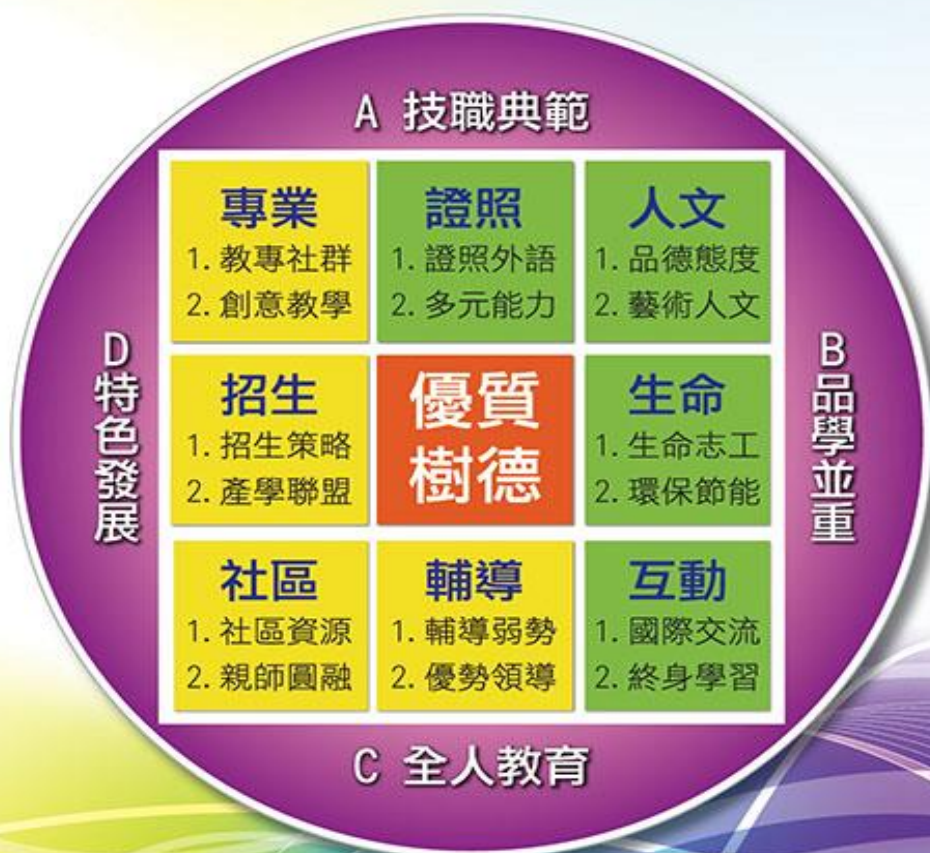 A 技職典範
專業
1. 教專社群
2. 創意教學
證照
1. 證照外語
2. 多元能力
人文
1. 品德態度
2. 藝術人文
D特色發展
招生
1. 招生策略
2. 產學聯盟
優質
樹德
生命
1. 生命志工
2. 環保節能
B品學並重
社區
1. 社區資源
2. 親師圓融
輔導
1. 輔導弱勢
2. 優勢領導
互動
1. 國際交流
2. 終身學習
C 全人教育